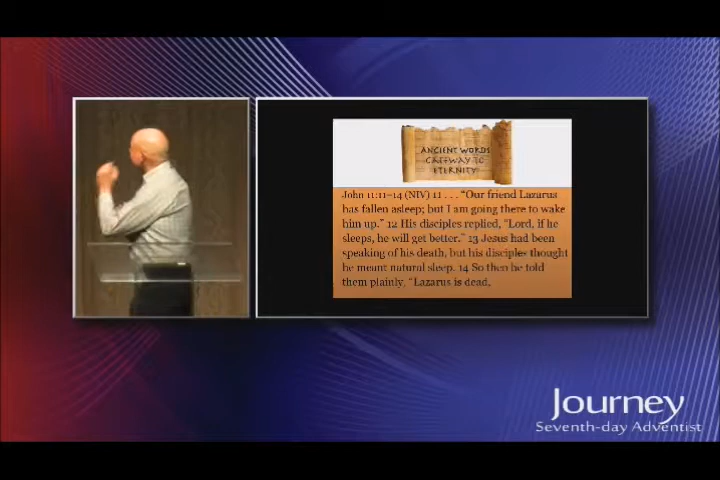 ANCIENT WORDS
GATEWAY TO
ETERNITY
John 11:11–14 (NIV) 11 . . . “Our friend Lazarus
has fallen asleep; but I am going there to wake
him up.” 12 His disciples replied, “Lord, if he
sleeps, he will get better.” 13 Jesus had been
speaking of his death, but his disciples thought
he meant natural sleep. 14 So then he told
them plainly, “Lazarus is dead,
Journey
Seventh-day Adventist